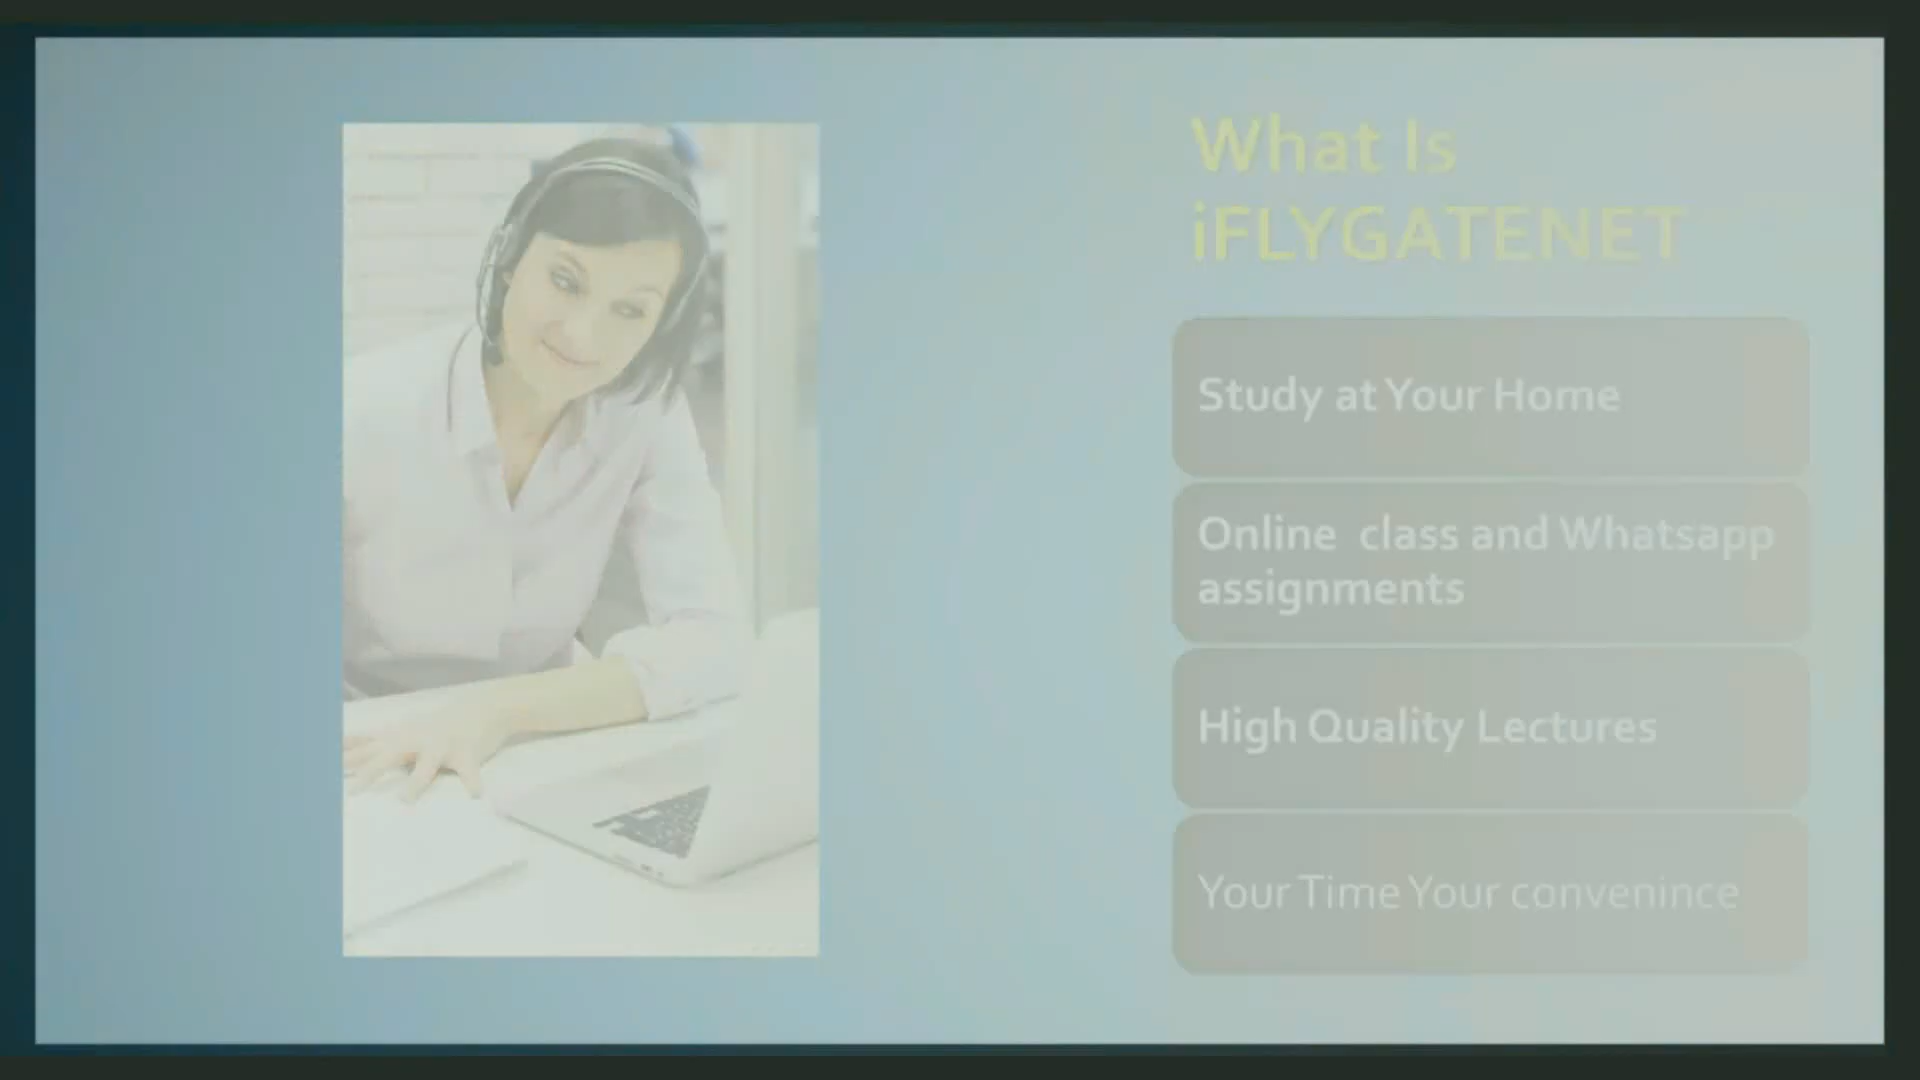 What Is
iFLYGATENET
Study at Your Home
Online class and Whatsapp
assignments
High Quality Lectures
Your Time Your convenince